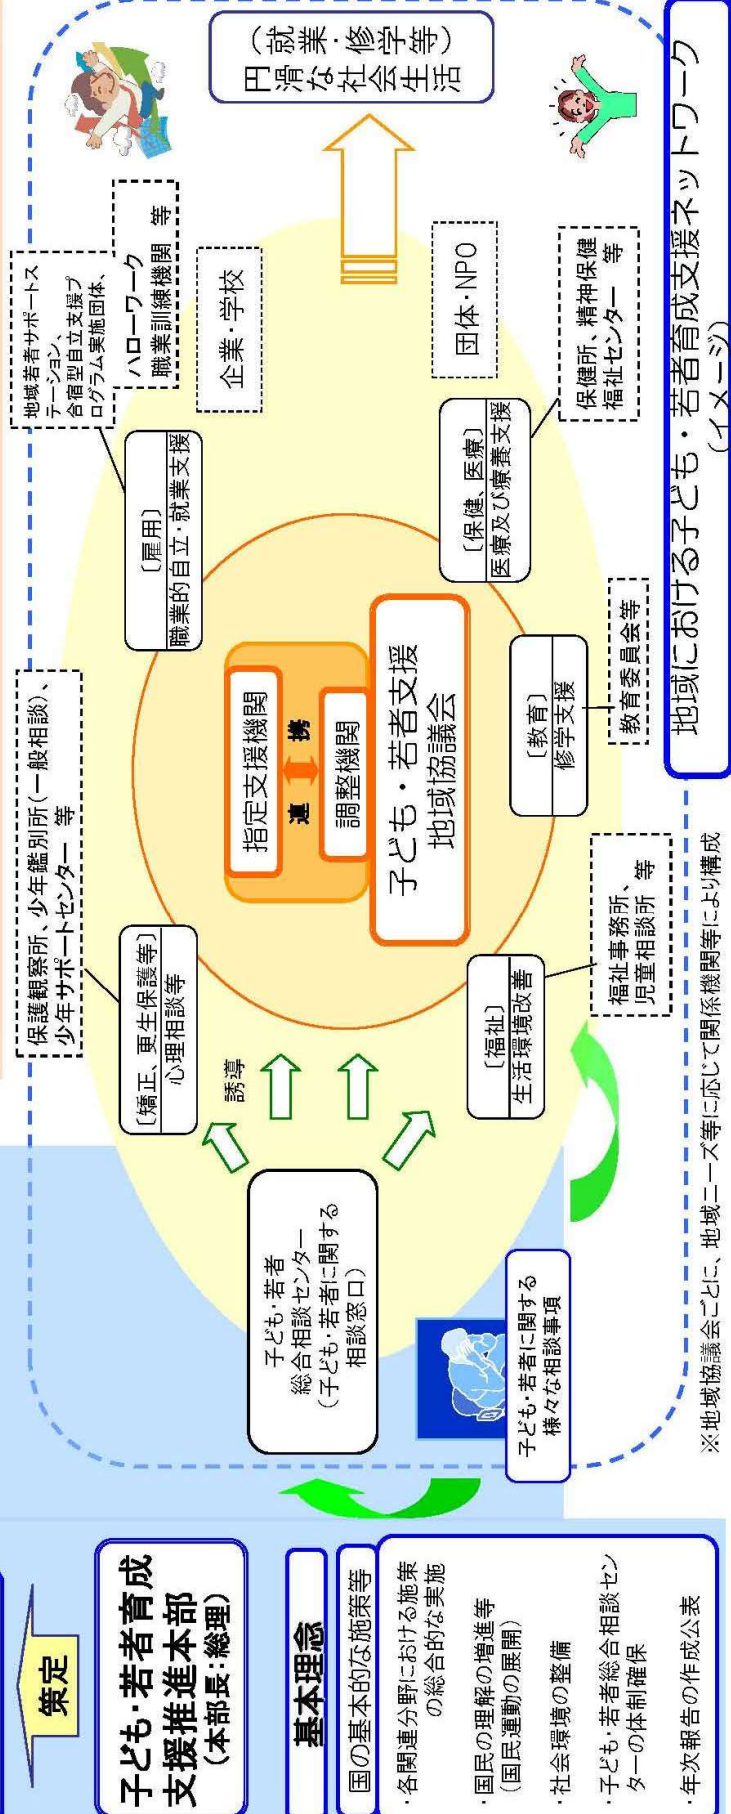 策定
子ども・若者育成
支援推進本部
(本部長:総理)
基本理念
国の基本的な施策等
・各関連分野における施策
の総合的な実施
・国民の理解の増進等
(国民運動の展開)
・社会環境の整備
・子ども・若者総合相談セン
ターの体制確保
・年次報告の作成公表
子ども・若者
総合相談センター
(子ども・若者に関する
相談窓口)
子ども・若者に関する
様々な相談事項
誘導
保護観察所、少年鑑別所(一般相談)、
少年サポートセンター 等
〔矯正、更生保護等〕
心理相談等
〔福祉〕
生活環境改善
福祉事務所、
児童相談所 等
指定支援機関
連 携
調整機関
子ども・若者支援
地域協議会
〔教育〕
修学支援
教育委員会等
地域若者サポートス
テーション、
合宿型自立支援プ
ログラム実施団体、
ハローワーク
職業訓練機関 等
〔雇用〕
職業的自立・就業支援
企業・学校
団体・NPO
〔保健、医療〕
医療及び療養支援
保健所、精神保健
福祉センター 等
(就業・修学等)
円滑な社会生活
※地域協議会ごとに、地域ニーズ等に応じて関係機関等により構成
地域における子ども・若者育成支援ネットワーク
(イメージ)